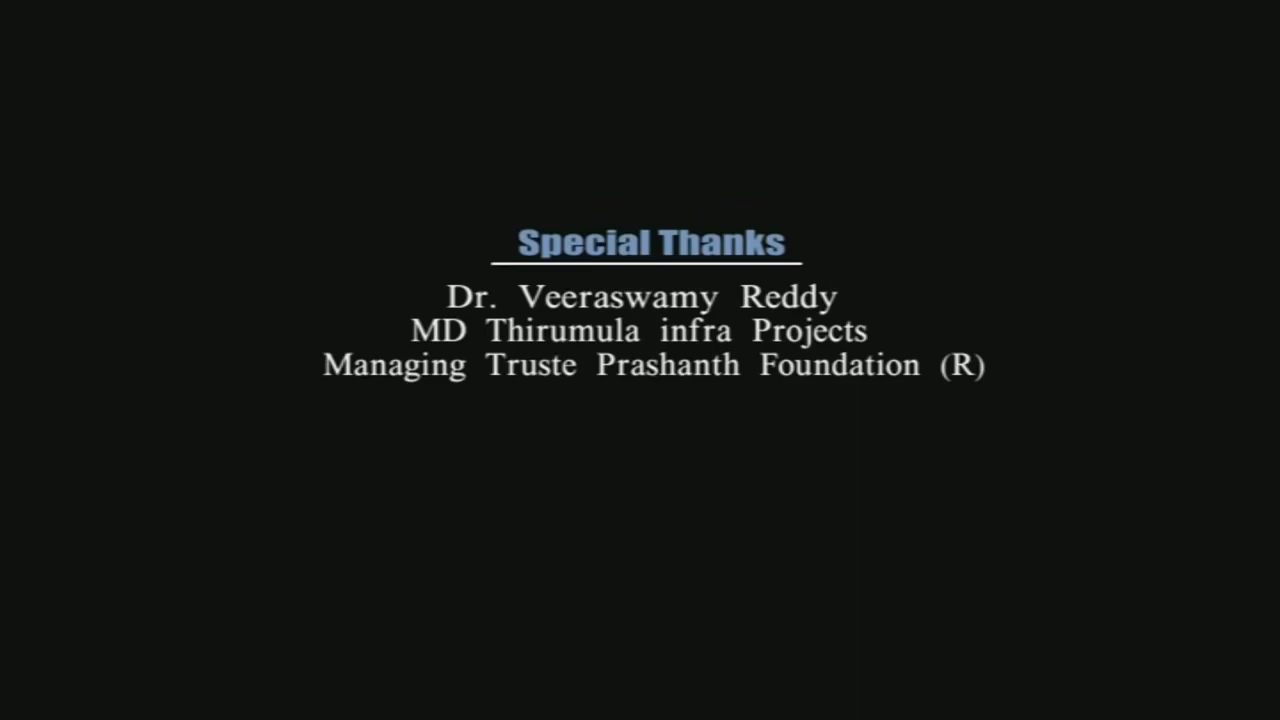 Special Thanks
Dr. Veeraswamy Reddy
MD Thirumula infra Projects
Managing Truste Prashanth Foundation (R)